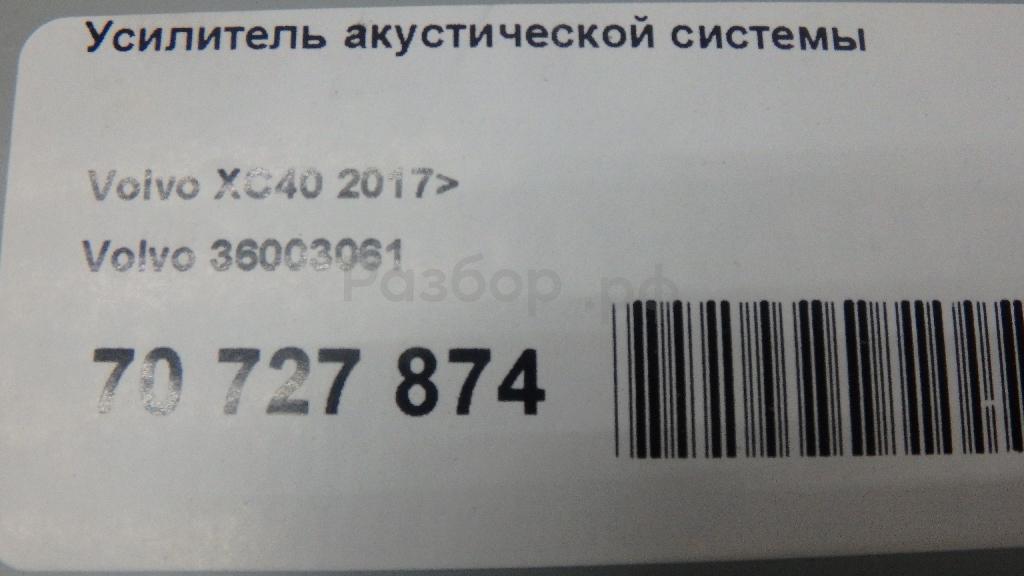 Усилитель акустической системы
Volvo XC40 2017>
Volvo 36003061
Разбор.рф
70 727 874